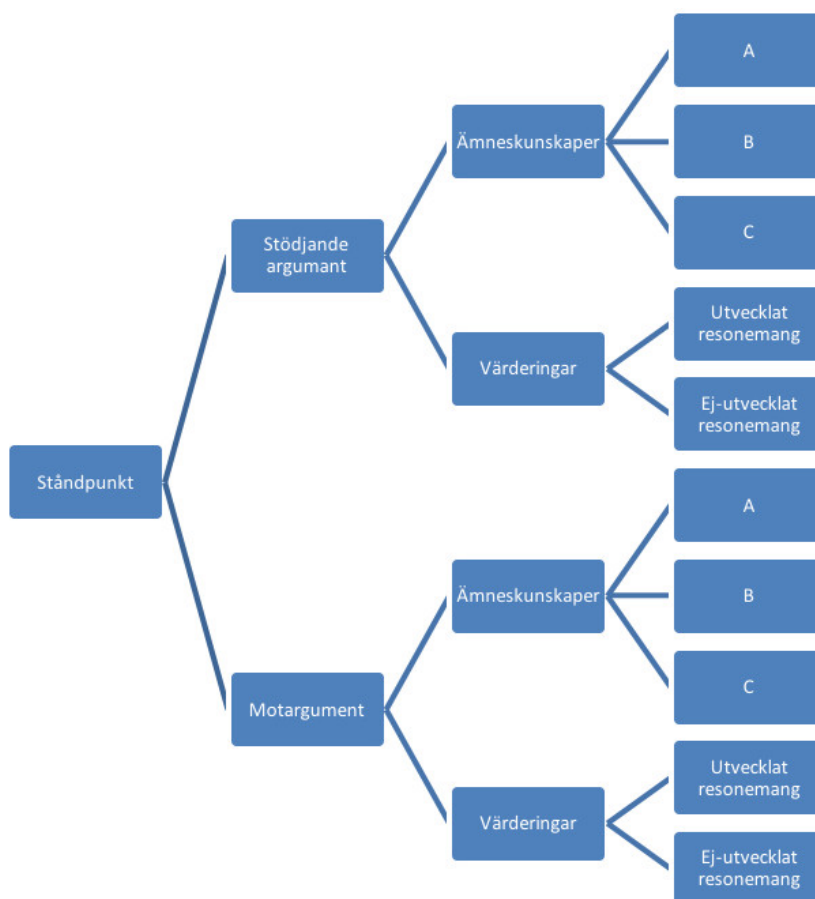 A
Ämneskunskaper
B
C
Stödjande
argumant
Utvecklat
resonemang
Värderingar
Ej-utvecklat
resonemang
Ståndpunkt
A
Ämneskunskaper
B
C
Motargument
Utvecklat
resonemang
Värderingar
Ej-utvecklat
resonemang